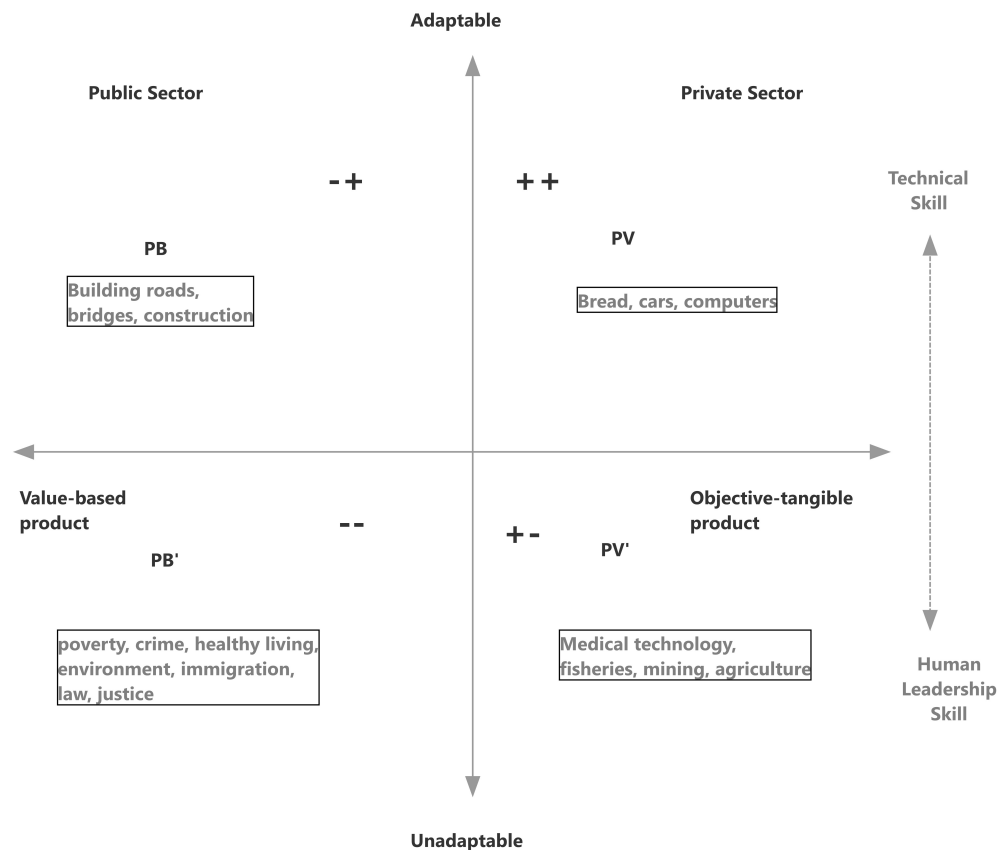 Adaptable
Public Sector
Private Sector
-+
++
Technical
Skill
PB
PV
Building roads,
bridges, construction
Bread, cars, computers
Value-based
product
Objective-tangible
product
--
+-
PB'
PV'
poverty, crime, healthy living,
environment, immigration,
law, justice
Medical technology,
fisheries, mining, agriculture
Human
Leadership
Skill
Unadaptable